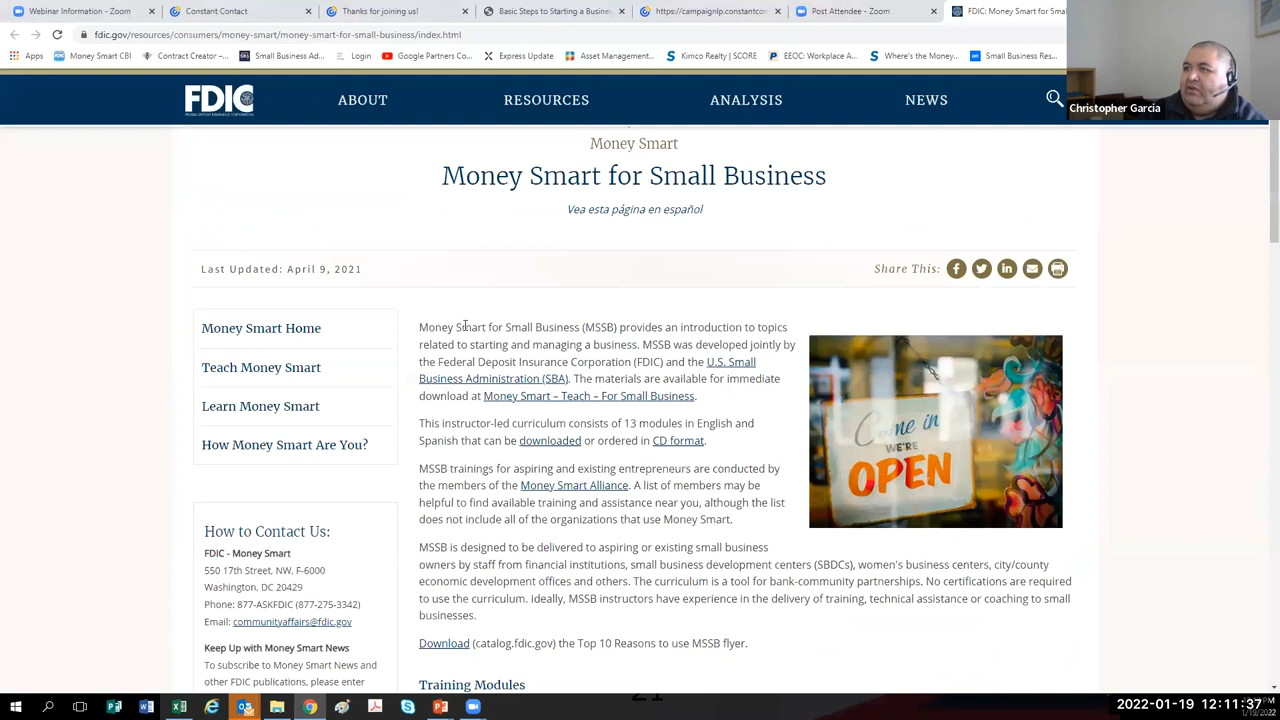 Webinar Information - Zoom
Constant Contact
Thanks for joining us!
Basic Steps to Starting a Busine
https://campaignlp.constantco
Post Attendee - Zoom
FDIC: Money Smart for Sma
fdic.gov/resources/consumers/money-smart/money-smart-for-small-business/index.html
Apps
Money Smart CBI
Contract Creator –...
Small Business Ad...
Login
Google Partners Co...
Express Update
Asset Management...
Kimco Realty | SCORE
EEOC: Workplace A...
Where's the Money...
Small Business Res...
Christopher Garcia
FDIC
ABOUT
RESOURCES
ANALYSIS
NEWS
Money Smart
Money Smart for Small Business
Vea esta página en español
Last Updated: April 9, 2021
Share This:
Money Smart Home
Teach Money Smart
Learn Money Smart
How Money Smart Are You?
How to Contact Us:
FDIC - Money Smart
550 17th Street, NW, F-6000
Washington, DC 20429
Phone: 877-ASKFDIC (877-275-3342)
Email: communityaffairs@fdic.gov
Keep Up with Money Smart News
To subscribe to Money Smart News and
other FDIC publications, please enter
Money Smart for Small Business (MSSB) provides an introduction to topics
related to starting and managing a business. MSSB was developed jointly by
the Federal Deposit Insurance Corporation (FDIC) and the U.S. Small
Business Administration (SBA). The materials are available for immediate
download at Money Smart – Teach – For Small Business.
This instructor-led curriculum consists of 13 modules in English and
Spanish that can be downloaded or ordered in CD format.
MSSB trainings for aspiring and existing entrepreneurs are conducted by
the members of the Money Smart Alliance. A list of members may be
helpful to find available training and assistance near you, although the list
does not include all of the organizations that use Money Smart.
MSSB is designed to be delivered to aspiring or existing small business
owners by staff from financial institutions, small business development centers (SBDCs), women's business centers, city/county
economic development offices and others. The curriculum is a tool for bank-community partnerships. No certifications are required
to use the curriculum. Ideally, MSSB instructors have experience in the delivery of training, technical assistance or coaching to small
businesses.
Download (catalog.fdic.gov) the Top 10 Reasons to use MSSB flyer.
Training Modules
Come in
WE'RE
OPEN
21
2022-01-19 12:11:37
1/19/2022